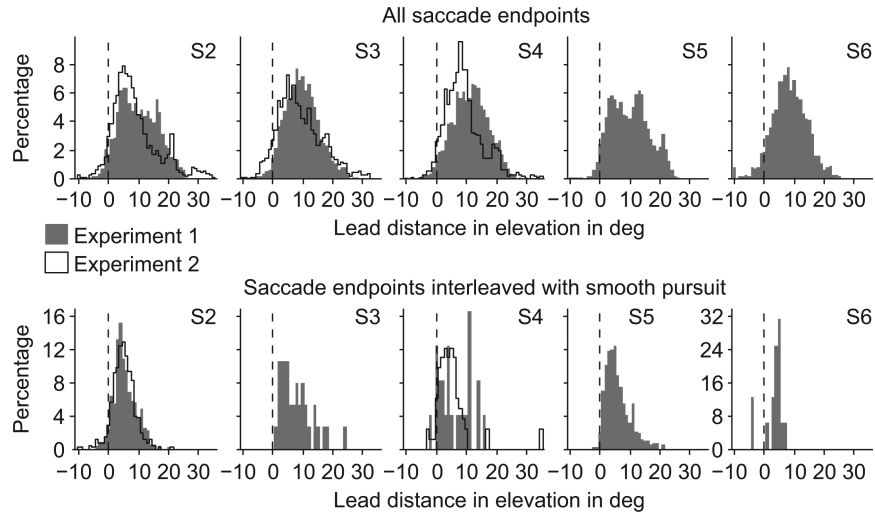 All saccade endpoints
S2 S3 S4 S5 S6
Percentage
8
6
4
2
0
−10 0 10 20 30 −10 0 10 20 30 −10 0 10 20 30 −10 0 10 20 30 −10 0 10 20 30
Lead distance in elevation in deg
Experiment 1
Experiment 2
Saccade endpoints interleaved with smooth pursuit
S2 S3 S4 S5 S6
Percentage
16 32
12 24
8 16
4 8
0 0
−10 0 10 20 30 −10 0 10 20 30 −10 0 10 20 30 −10 0 10 20 30 −10 0 10 20 30
Lead distance in elevation in deg